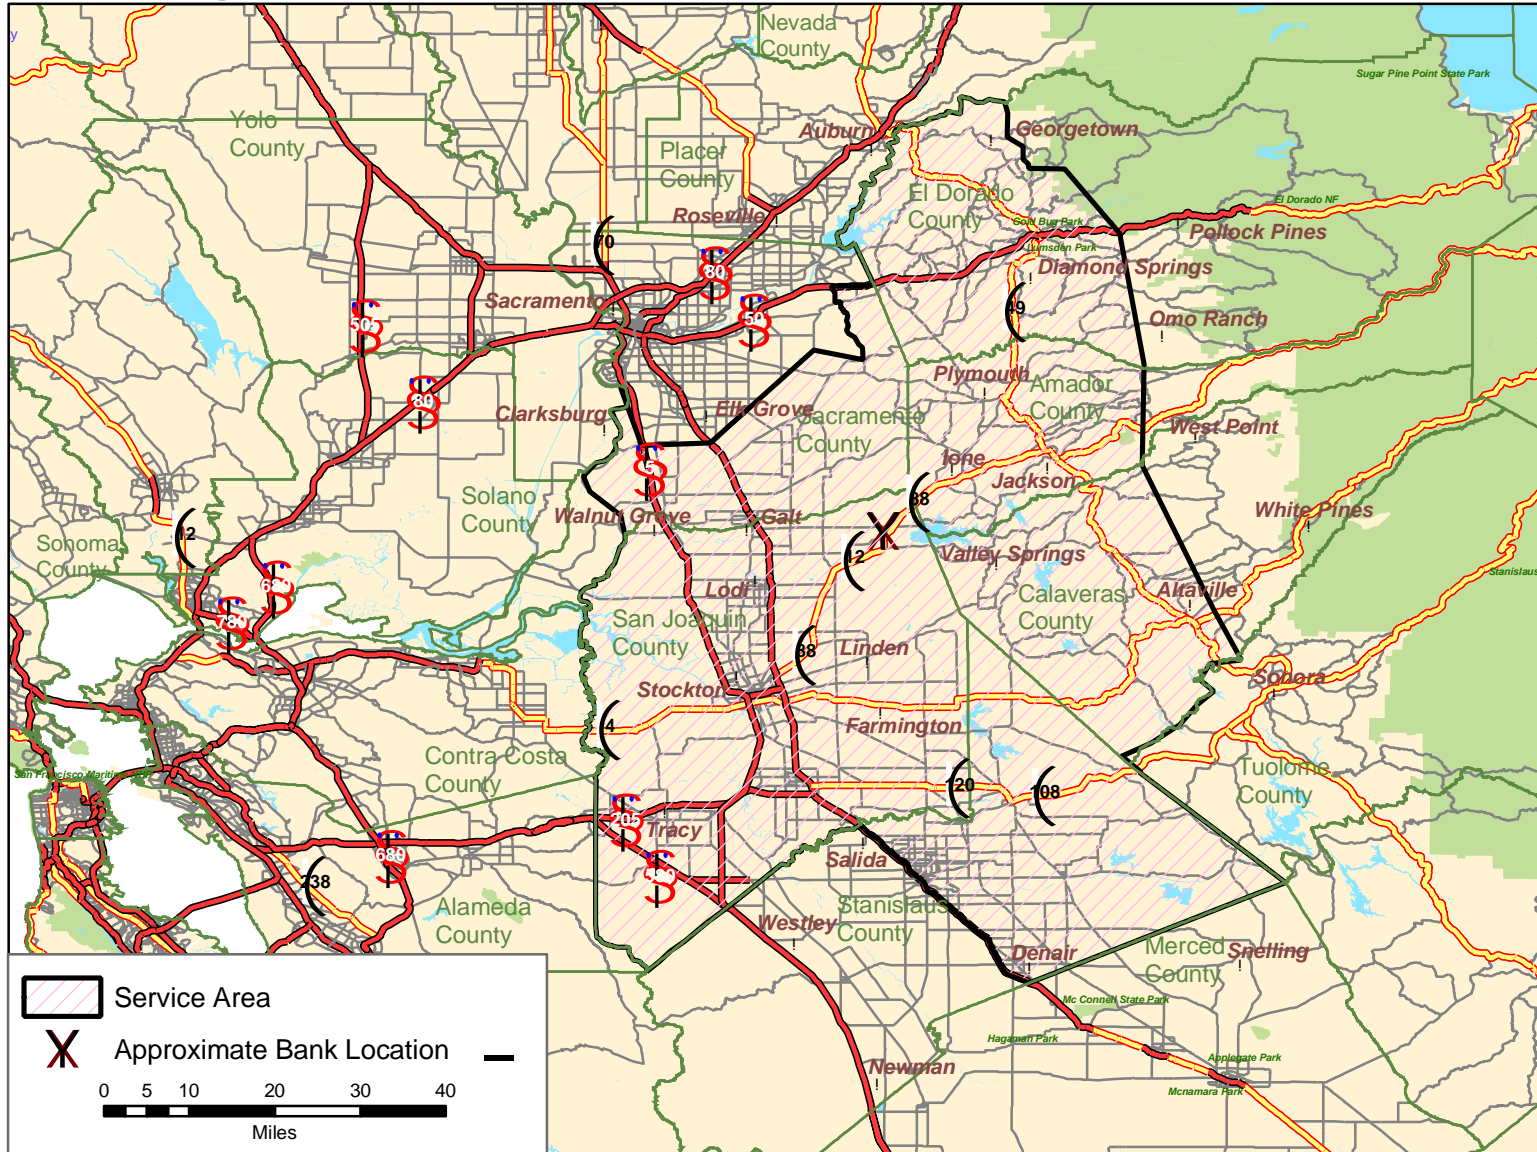 y
Nevada
County
Sugar Pine Point State Park
Yolo
County
Auburn
Georgetown
Placer
County
El Dorado
County
El Dorado NF
Roseville
Gold Bug Park
Pollock Pines
70
Lumsden Park
80
Diamond Springs
Sacramento
505
50
49
Omo Ranch
Plymouth
Amador
County
80
Clarksburg
Elk Grove
Sacramento
County
West Point
5
Ione
Jackson
Solano
County
88
Walnut Grove
Galt
White Pines
12
Sonoma
County
12
Valley Springs
Stanislaus
680
Lodi
Calaveras
County
Altaville
780
San Joaquin
County
88
Linden
Stockton
Sonora
4
Farmington
Contra Costa
County
San Francisco Maritime NHP
Tuolome
County
120
108
205
Tracy
680
Salida
580
238
Alameda
County
Stanislaus
County
Westley
Denair
Merced
County
Snelling
Service Area
Mc Connell State Park
Hagaman Park
Approximate Bank Location
Applegate Park
Newman
Mcnamara Park
0 5 10 20 30 40
Miles